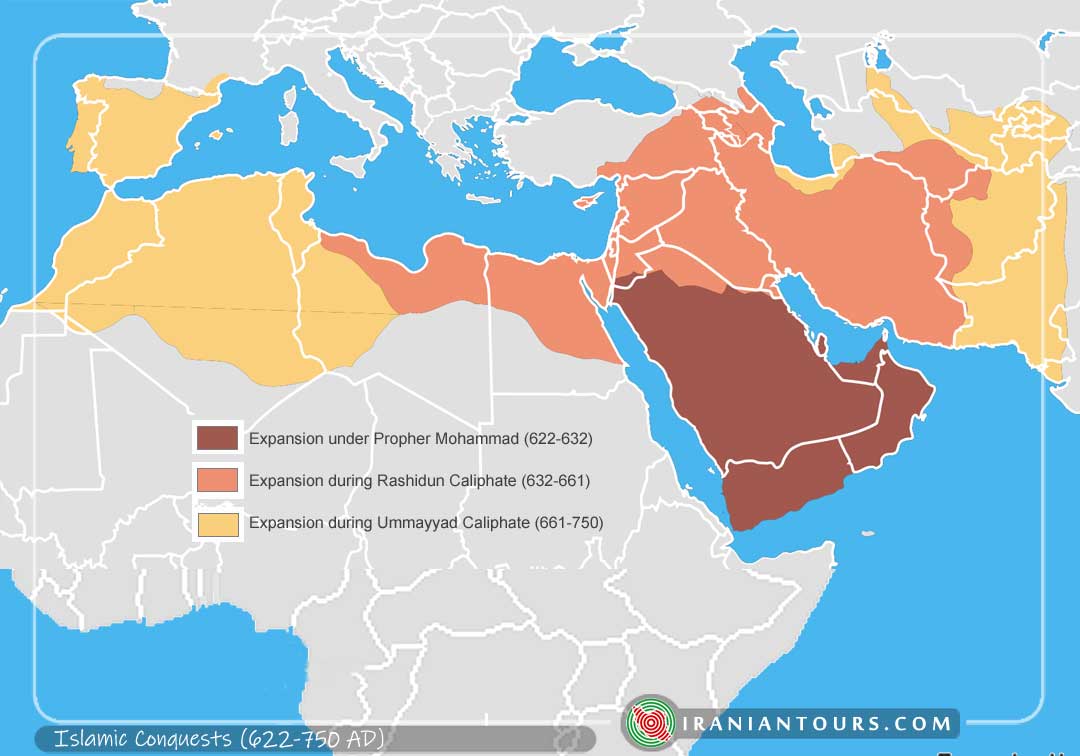 Expansion under Propher Mohammad (622-632)
Expansion during Rashidun Caliphate (632-661)
Expansion during Ummayyad Caliphate (661-750)
Islamic Conquests (622-750 AD)
IRANIANTOURS.COM